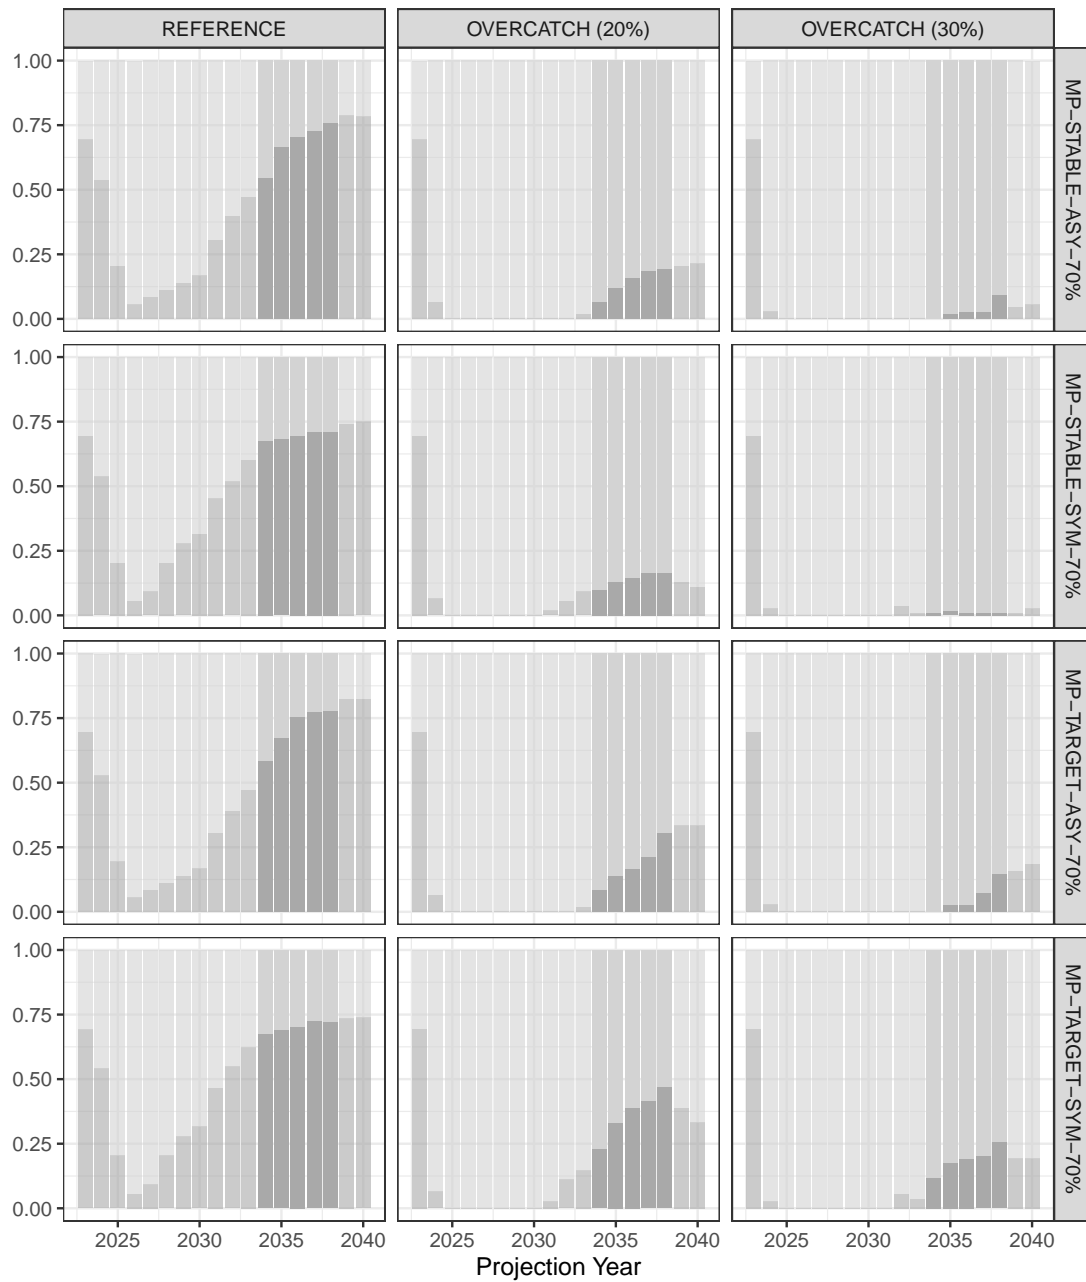 REFERENCE
OVERCATCH (20%)
OVERCATCH (30%)
1.00
0.75
0.50
0.25
0.00
MP−STABLE−ASY−70%
1.00
0.75
0.50
0.25
0.00
MP−STABLE−SYM−70%
1.00
0.75
0.50
0.25
0.00
MP−TARGET−ASY−70%
1.00
0.75
0.50
0.25
0.00
MP−TARGET−SYM−70%
2025 2030 2035 2040 2025 2030 2035 2040 2025 2030 2035 2040
Projection Year